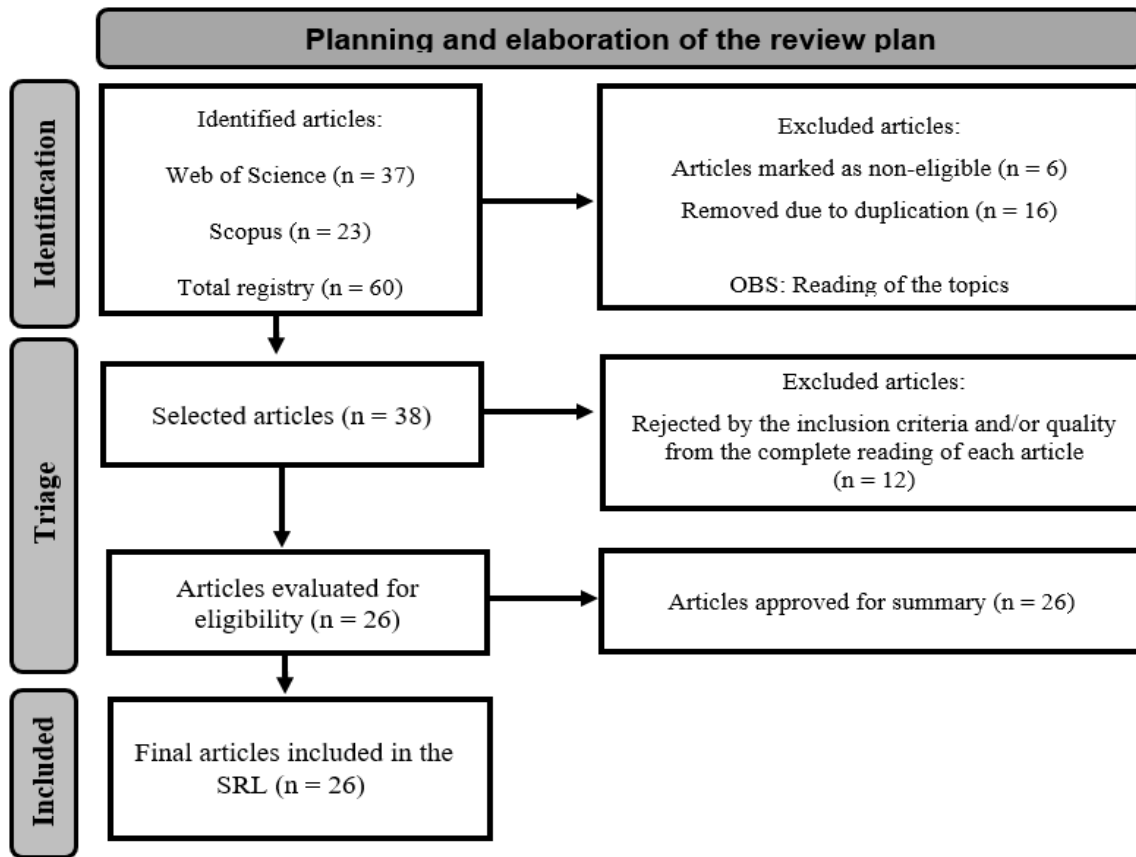 Planning and elaboration of the review plan
Identification
Identified articles:
Web of Science (n = 37)
Scopus (n = 23)
Total registry (n = 60)
Excluded articles:
Articles marked as non-eligible (n = 6)
Removed due to duplication (n = 16)
OBS: Reading of the topics
Triage
Selected articles (n = 38)
Excluded articles:
Rejected by the inclusion criteria and/or quality
from the complete reading of each article
(n = 12)
Articles evaluated for
eligibility (n = 26)
Articles approved for summary (n = 26)
Included
Final articles included in the
SRL (n = 26)